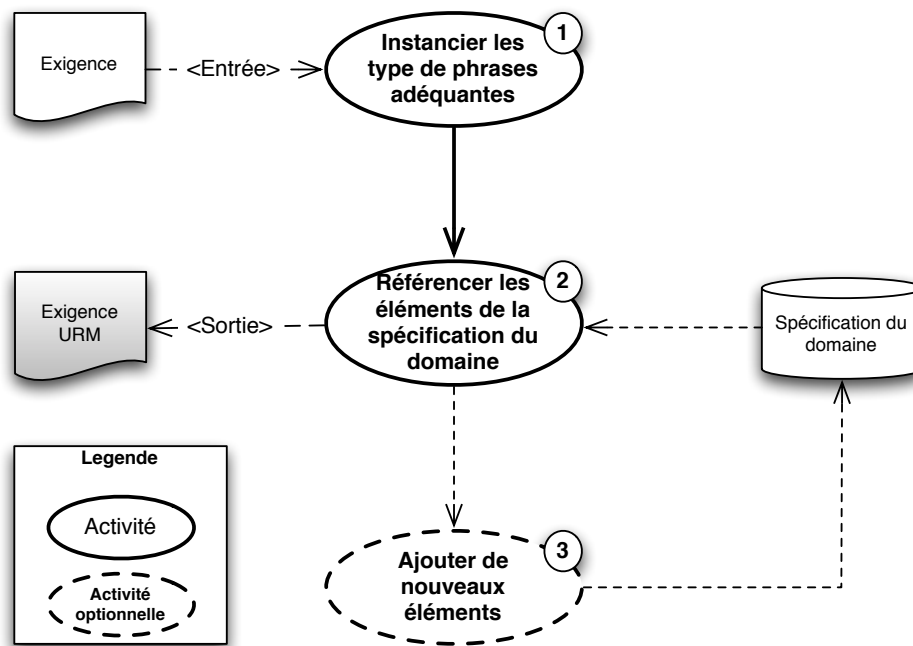 Exigence
<Entrée>
1
Instancier les
type de phrases
adéquantes
Exigence
URM
<Sortie>
2
Référencer les
éléments de la
spécification du
domaine
Spécification du
domaine
Legende
Activité
Activité
optionnelle
3
Ajouter de
nouveaux
éléments